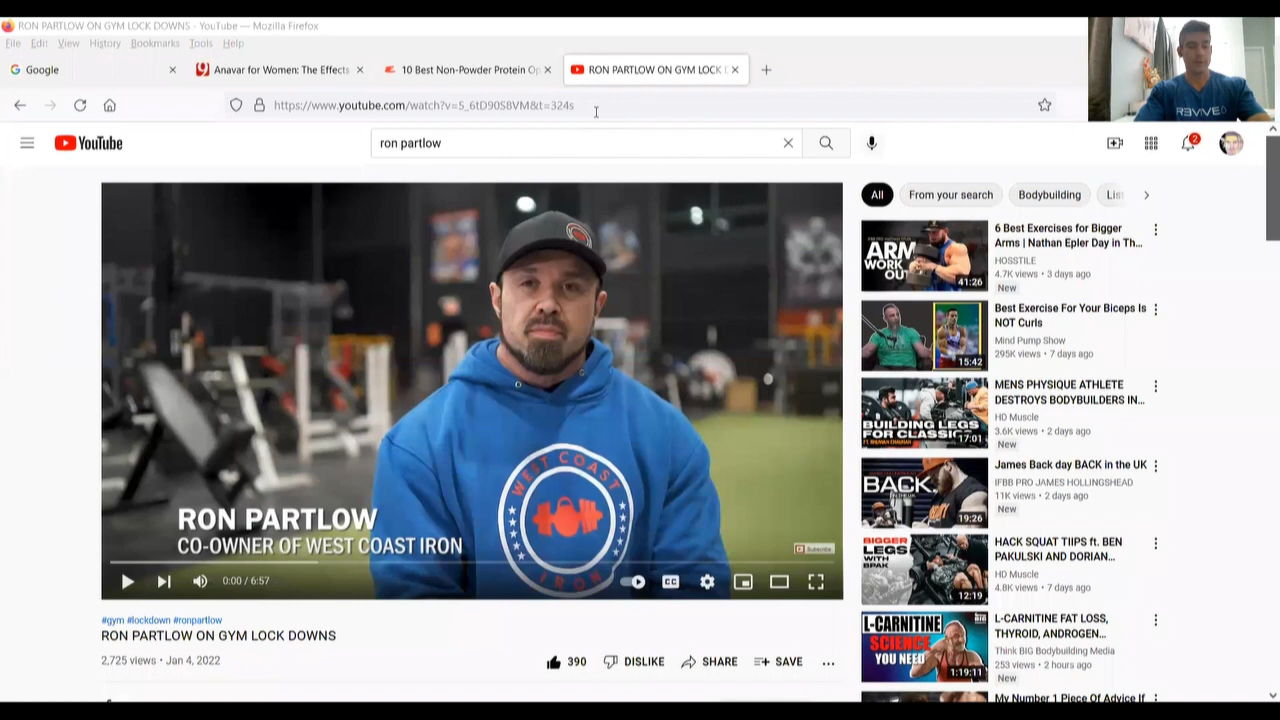 RON PARTLOW ON GYM LOCK DOWNS - YouTube — Mozilla Firefox
File Edit View History Bookmarks Tools Help
Google
Anavar for Women: The Effects
10 Best Non-Powder Protein Op
RON PARTLOW ON GYM LOCK
https://www.youtube.com/watch?v=5_6tD90S8VM&t=324s
REVIVED
YouTube
ron partlow
2
All
From your search
Bodybuilding
Lis
ARM
WORK
OUT
41:26
6 Best Exercises for Bigger
Arms | Nathan Epler Day in Th...
HOSSTILE
4.7K views • 3 days ago
New
15:42
Best Exercise For Your Biceps Is
NOT Curls
Mind Pump Show
295K views • 7 days ago
BUILDING LEGS
FOR CLASSIC
17:01
MENS PHYSIQUE ATHLETE
DESTROYS BODYBUILDERS IN...
HD Muscle
3.6K views • 2 days ago
New
BACK.
19:26
James Back day BACK in the UK
IFBB PRO JAMES HOLLINGSHEAD
11K views • 2 days ago
New
BIGGER
LEGS
WITH
BPAK
12:19
HACK SQUAT TIIPS ft. BEN
PAKULSKI AND DORIAN...
HD Muscle
4.8K views • 7 days ago
L-CARNITINE
SCIENCE
YOU NEED
1:19:11
L-CARNITINE FAT LOSS,
THYROID, ANDROGEN...
Think BIG Bodybuilding Media
253 views • 2 hours ago
New
My Number 1 Piece Of Advice If
WEST COAST
IRON
RON PARTLOW
CO-OWNER OF WEST COAST IRON
Subscribe
0:00 / 6:57
CC
#gym #lockdown #ronpartlow
RON PARTLOW ON GYM LOCK DOWNS
2,725 views • Jan 4, 2022
390 DISLIKE SHARE SAVE